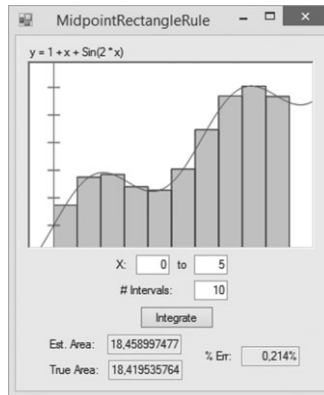 MidpointRectangleRule
y = 1 + x + Sin(2 * x)
X: 0 to 5
# Intervals: 10
Integrate
Est. Area: 18,458997477
True Area: 18,419535764
% Err: 0,214%